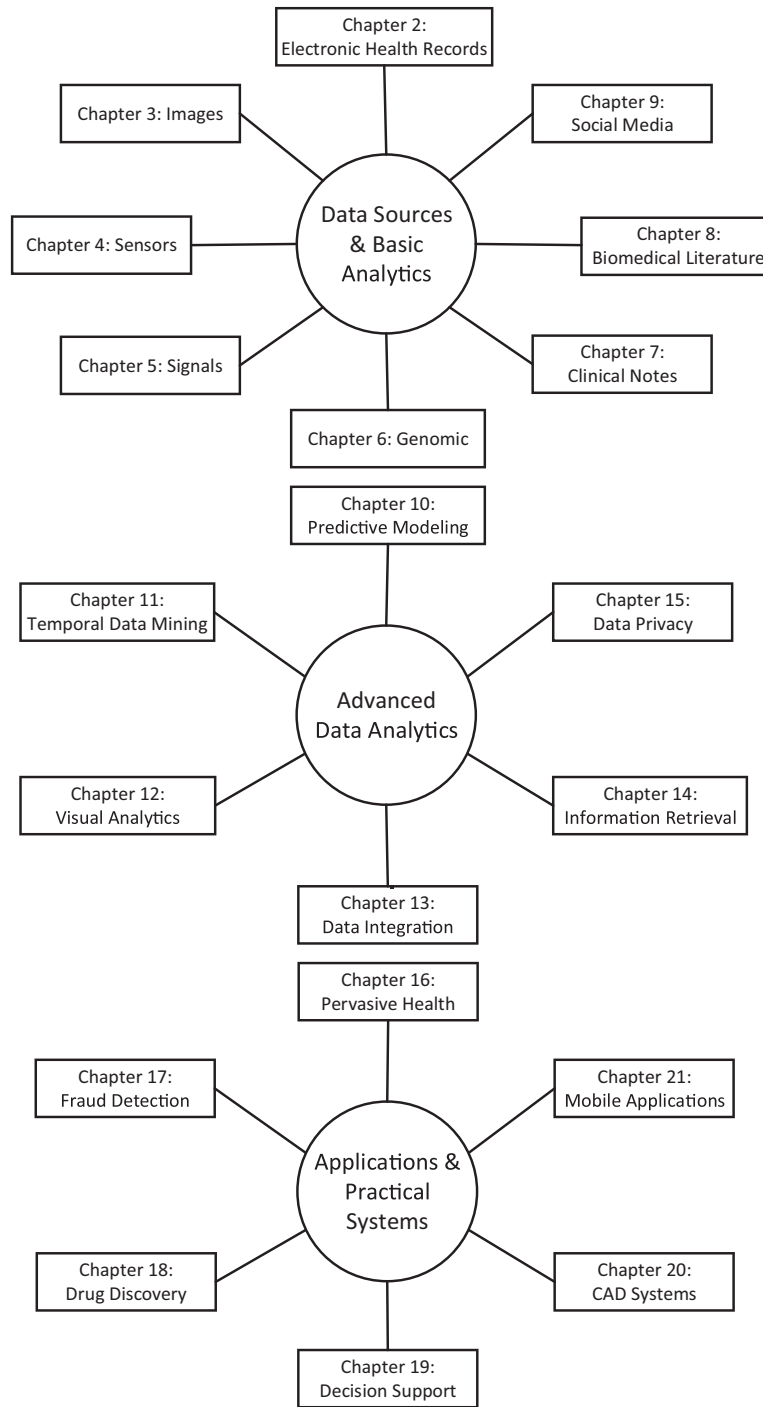 Chapter 2:
Electronic Health Records
Chapter 3: Images
Chapter 9:
Social Media
Data Sources
& Basic
Analytics
Chapter 4: Sensors
Chapter 8:
Biomedical Literature
Chapter 5: Signals
Chapter 7:
Clinical Notes
Chapter 6: Genomic
Chapter 10:
Predictive Modeling
Chapter 11:
Temporal Data Mining
Chapter 15:
Data Privacy
Advanced
Data Analytics
Chapter 12:
Visual Analytics
Chapter 14:
Information Retrieval
Chapter 13:
Data Integration
Chapter 16:
Pervasive Health
Chapter 17:
Fraud Detection
Chapter 21:
Mobile Applications
Applications &
Practical
Systems
Chapter 18:
Drug Discovery
Chapter 20:
CAD Systems
Chapter 19:
Decision Support